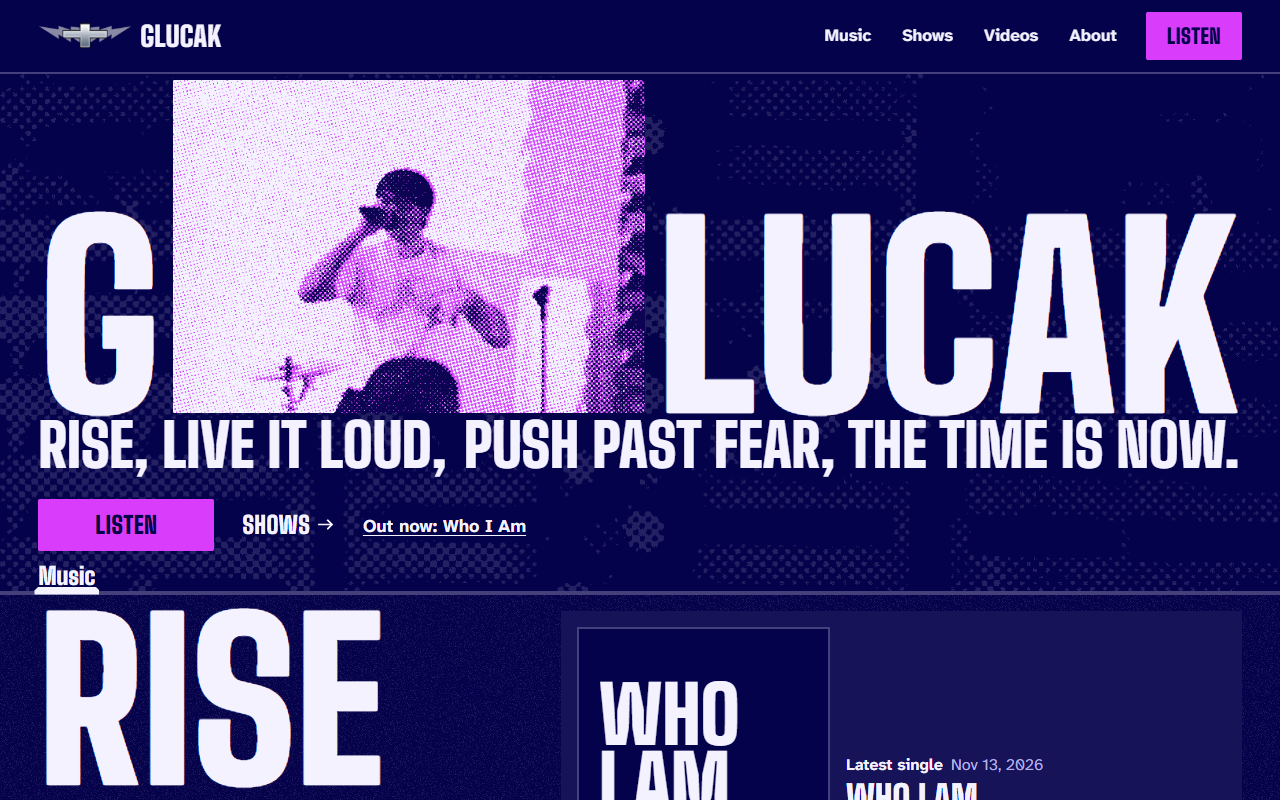 GLUCAK
Music
Shows
Videos
About
LISTEN
G LUCAK
RISE, LIVE IT LOUD, PUSH PAST FEAR, THE TIME IS NOW.
LISTEN
SHOWS →
Out now: Who I Am
Music
RISE
WHO
I AM
Latest single Nov 13, 2026
WHO I AM